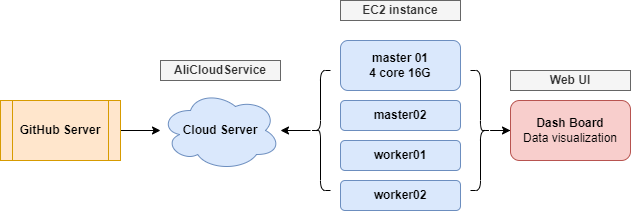 EC2 instance
AliCloudService
master 01
4 core 16G
Web UI
GitHub Server
Cloud Server
master02
Dash Board
Data visualization
worker01
worker02